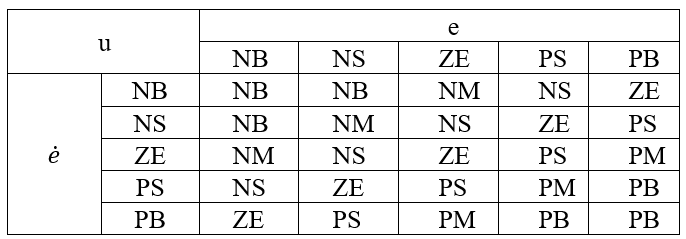 u e
NB NS ZE PS PB
NB NB NB NM NS ZE
NS NB NM NS ZE PS
ė ZE NM NS ZE PS PM
PS NS ZE PS PM PB
PB ZE PS PM PB PB